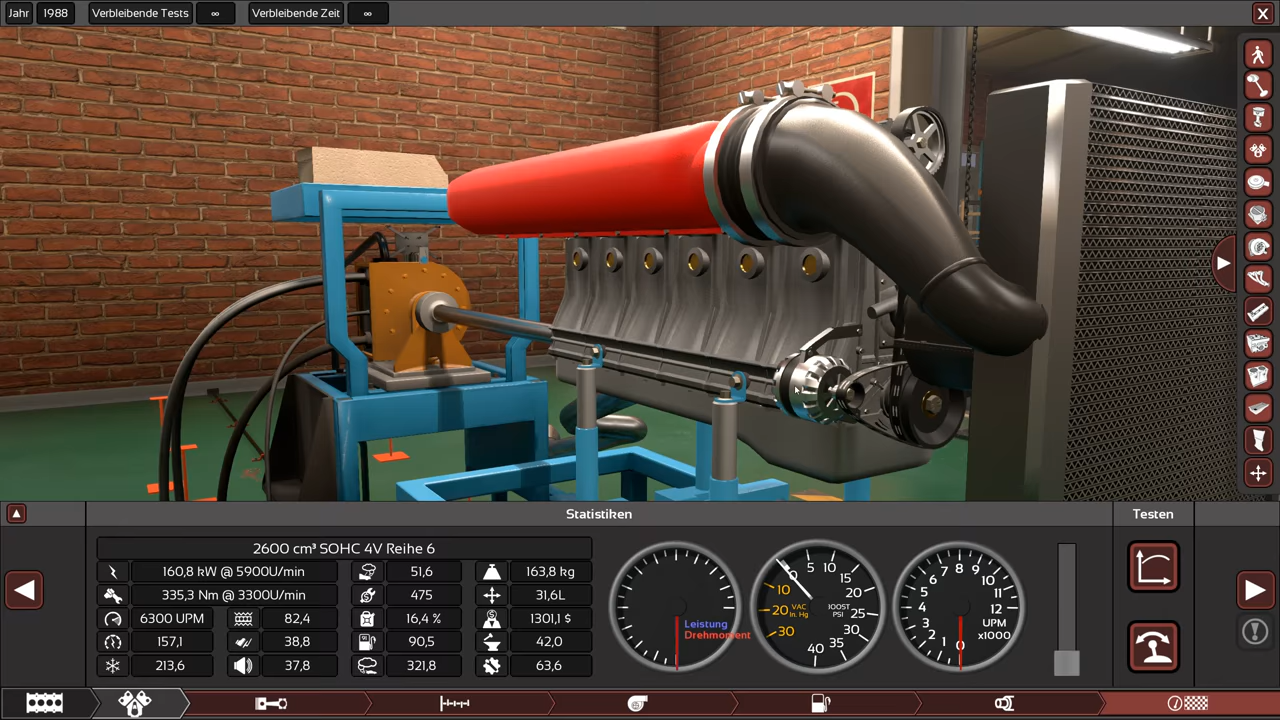 Jahr 1988 Verbleibende Tests ∞ Verbleibende Zeit ∞ X
Statistiken Testen
2600 cm³ SOHC 4V Reihe 6
160,8 kW @ 5900U/min 51,6 163,8 kg
335,3 Nm @ 3300U/min 475 31,6L
6300 UPM 82,4 16,4 % 1301,1 $
157,1 38,8 90,5 42,0
213,6 37,8 321,8 63,6
Leistung
Drehmoment
0 5 10 15 20 25 30 35 40
10 20 30
VAC
In. Hg
BOOST
PSI
0 1 2 3 4 5 6 7 8 9 10 11 12
UPM
x1000